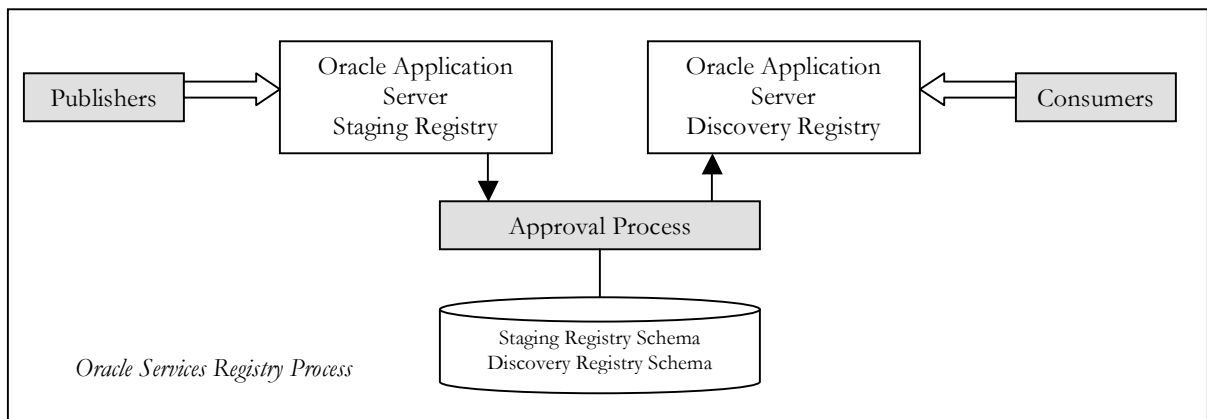 Publishers
Oracle Application
Server
Staging Registry
Oracle Application
Server
Discovery Registry
Consumers
Approval Process
Staging Registry Schema
Discovery Registry Schema
Oracle Services Registry Process